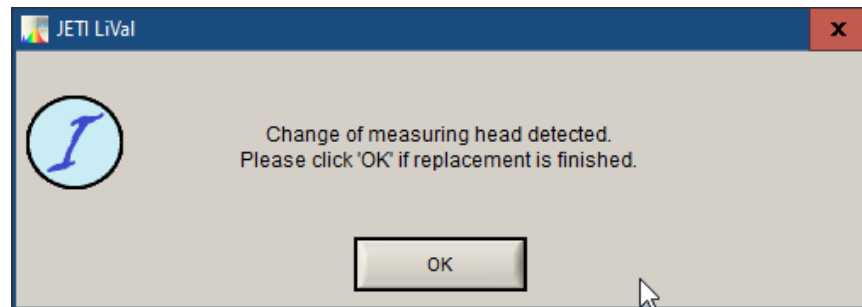 JETI LiVal
x
Change of measuring head detected.
Please click 'OK' if replacement is finished.
OK